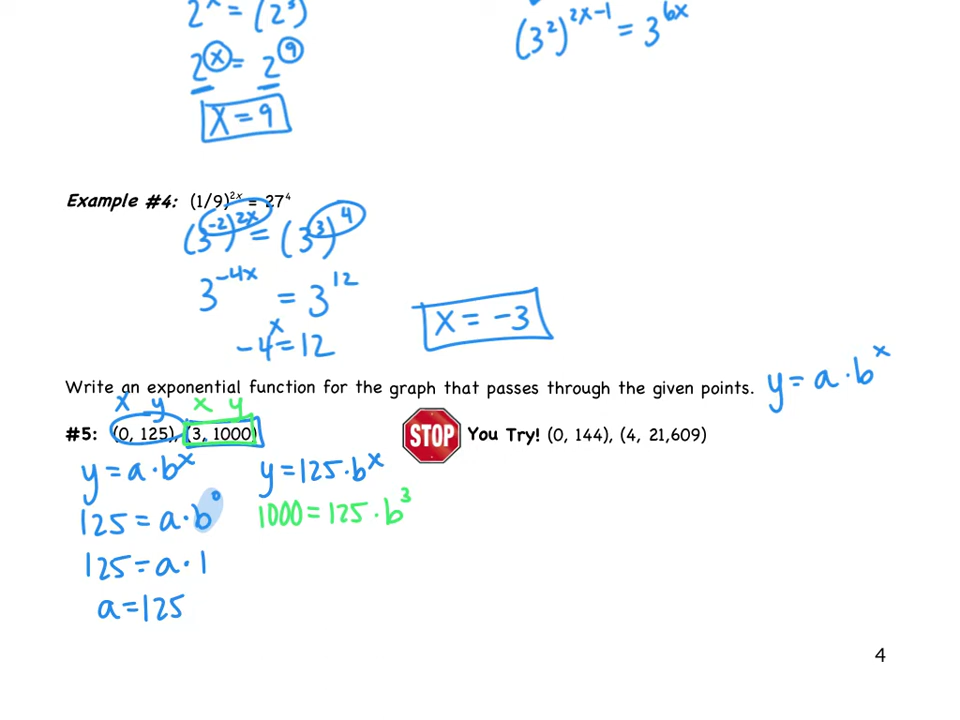 2^x = (2^3)
(3^2)^{2x-1} = 3^{6x}
2^x = 2^9
x = 9
Example #4: (1/9)^{2x} = 27^4
(3^{-2})^{2x} = (3^3)^4
3^{-4x} = 3^{12}
x = -3
-4x = 12
Write an exponential function for the graph that passes through the given points. y = a · b^x
x y x y
#5: (0, 125), (3, 1000) STOP You Try! (0, 144), (4, 21,609)
y = a · b^x y = 125 · b^x
125 = a · b^0 1000 = 125 · b^3
125 = a · 1
a = 125
4